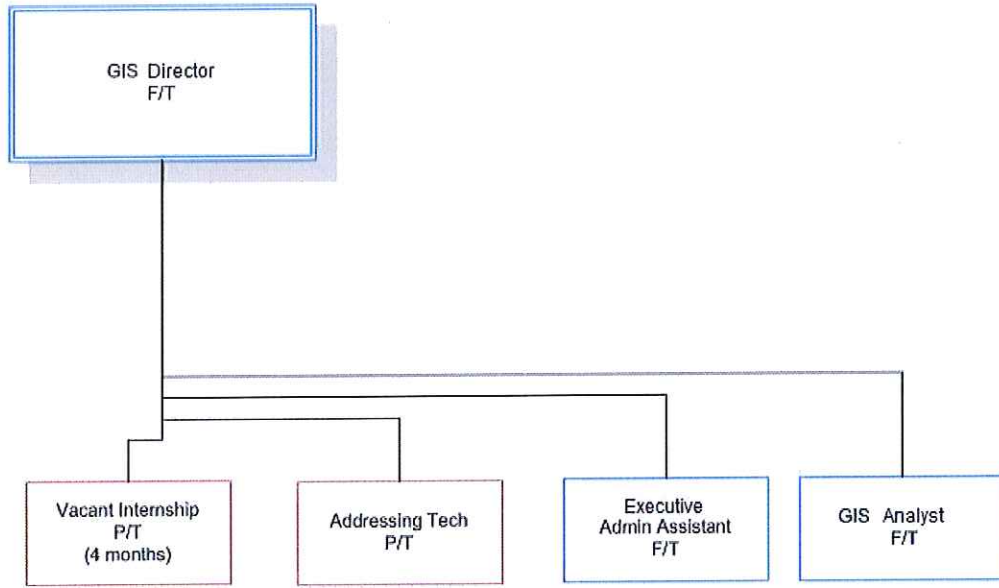 GIS Director
F/T
Vacant Internship
P/T
(4 months)
Addressing Tech
P/T
Executive
Admin Assistant
F/T
GIS Analyst
F/T